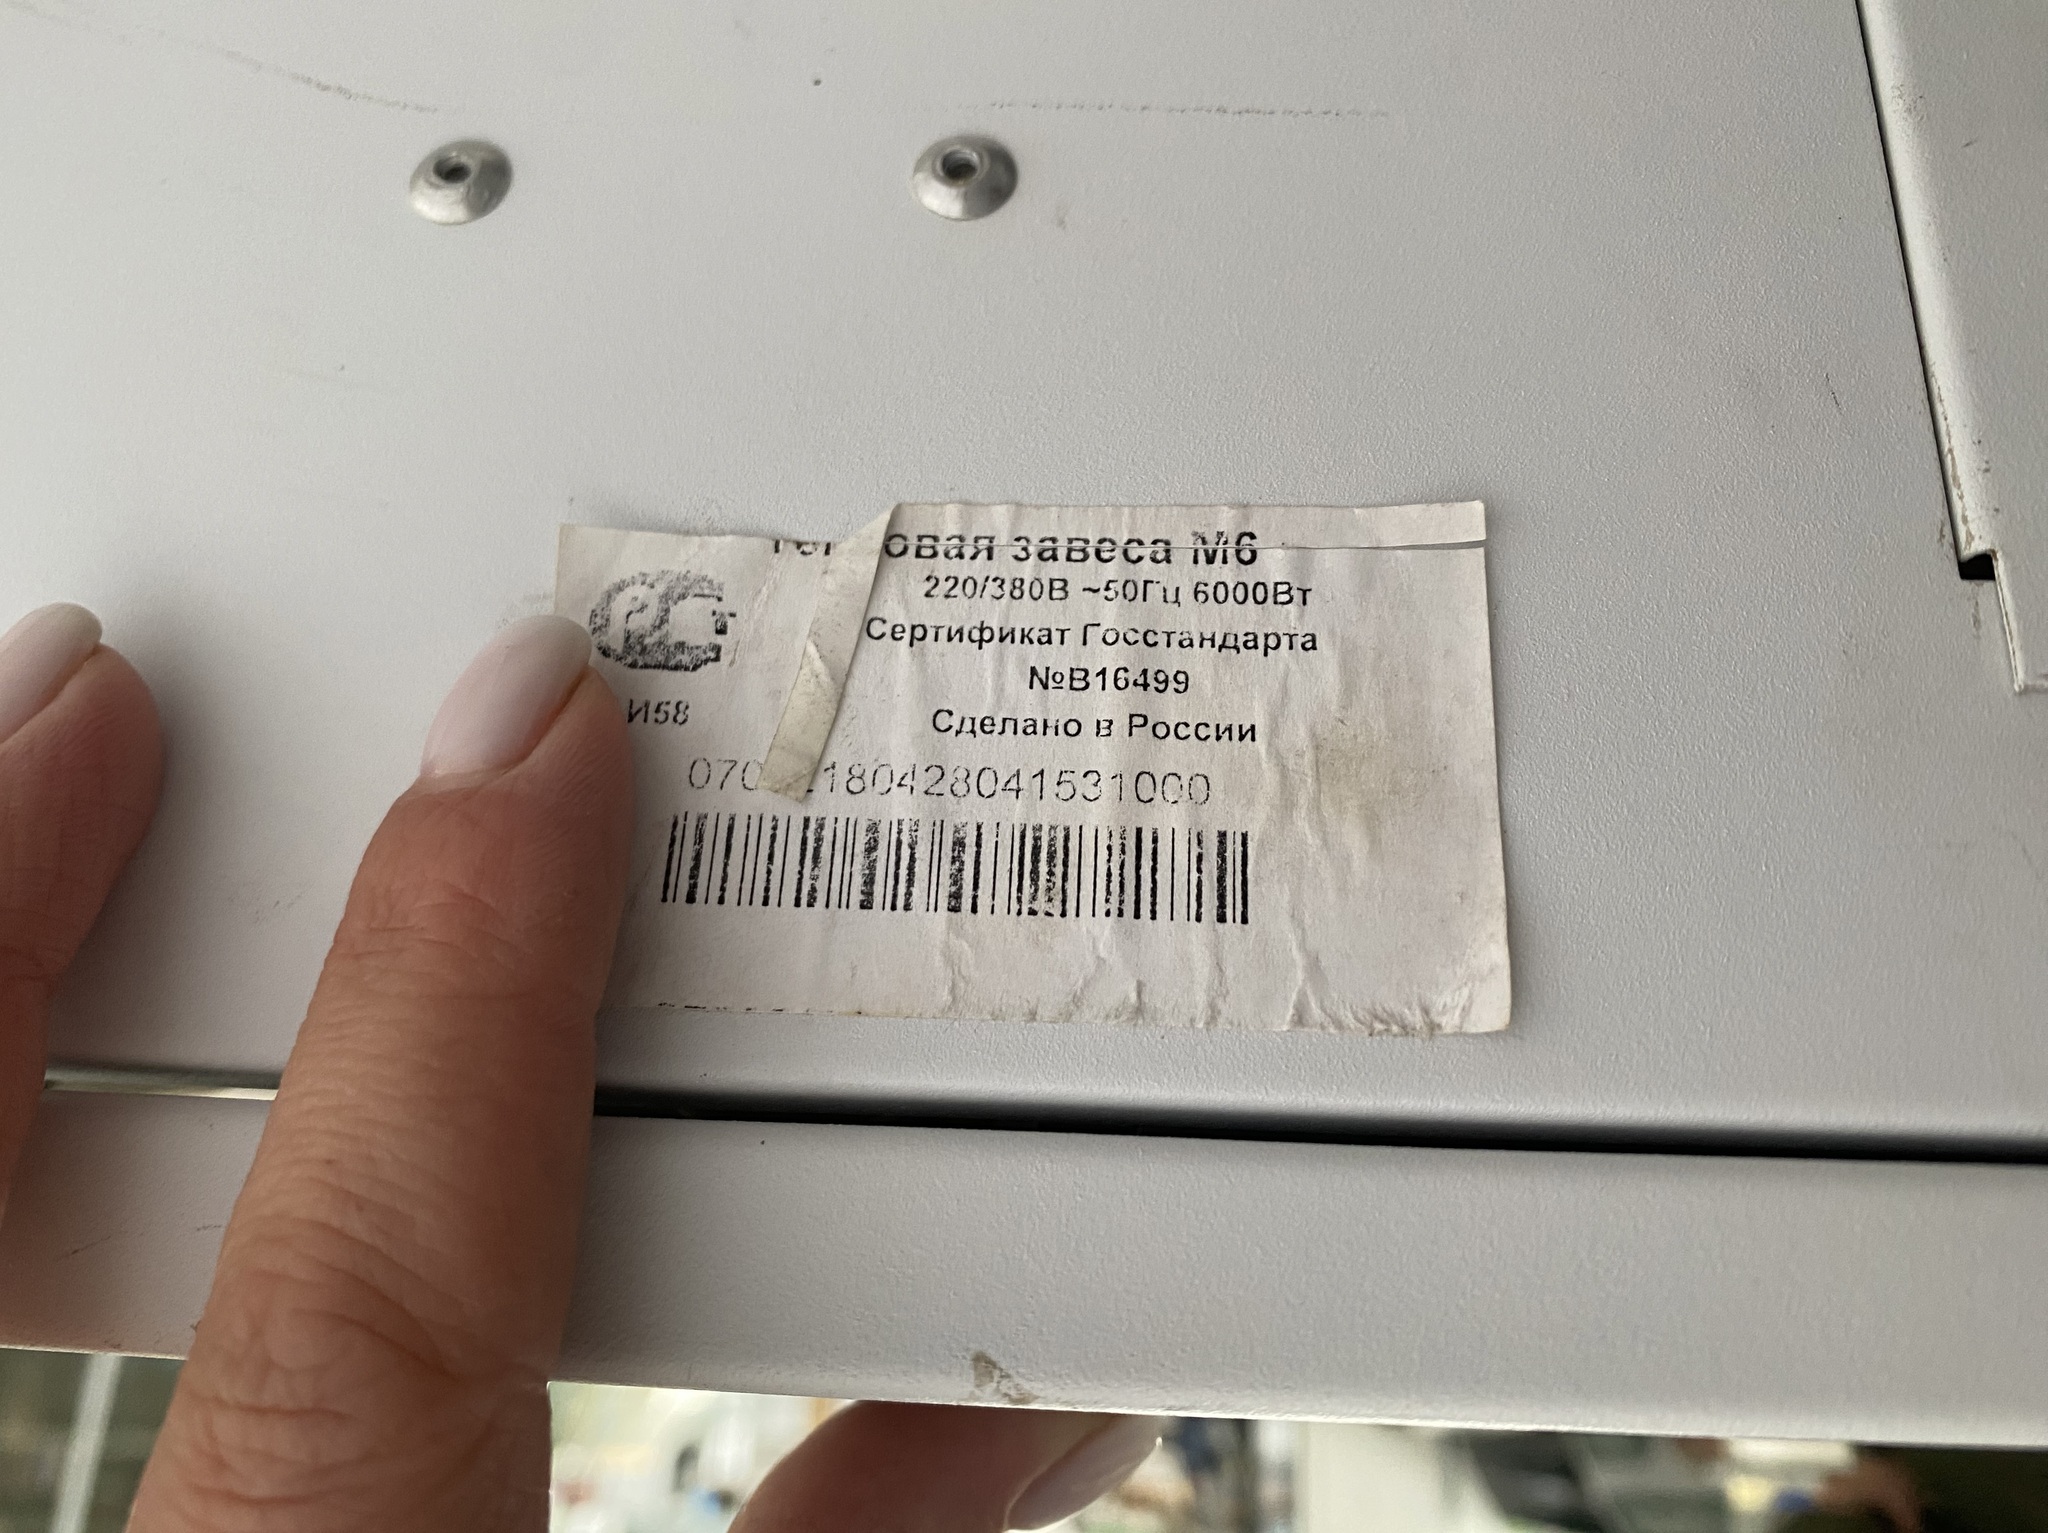 овая завеса М6
220/380В ~50Гц 6000Вт
Сертификат Госстандарта
№В16499
Сделано в России
И58
180428041531000